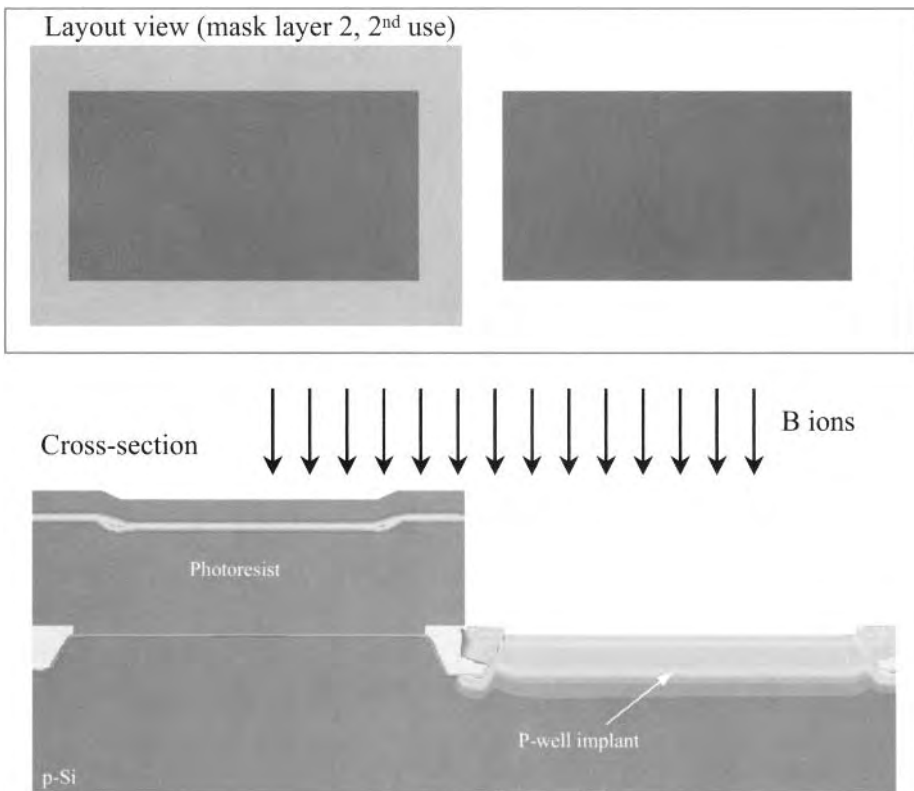 Layout view (mask layer 2, 2nd use)
Cross-section
B ions
Photoresist
P-well implant
p-Si